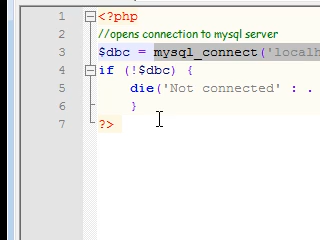 1 <?php
2 //opens connection to mysql server
3 $dbc = mysql_connect('localh
4 if (!$dbc) {
5 die('Not connected' : .
6 }
7 ?>